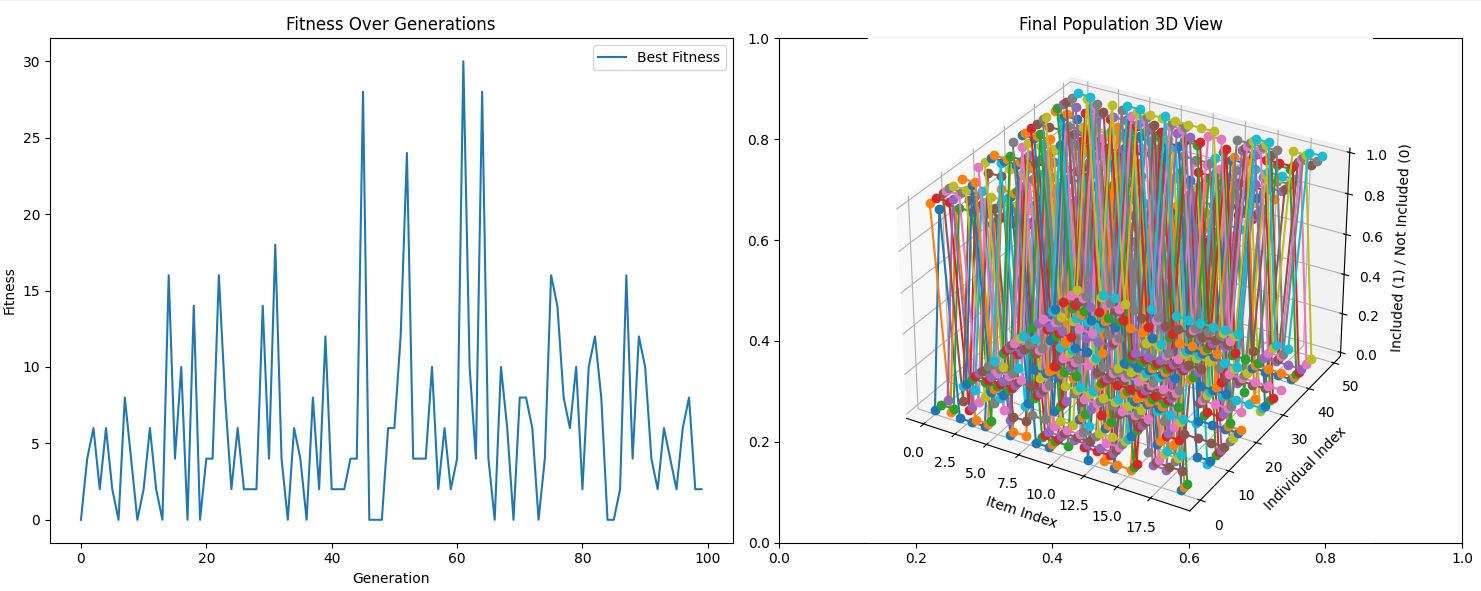 Fitness Over Generations
Best Fitness
30
25
20
15
10
5
0
Fitness
0 20 40 60 80 100
Generation
Final Population 3D View
1.0
0.8
0.6
0.4
0.2
0.0
0.0 0.2 0.4 0.6 0.8 1.0
0.0 2.5 5.0 7.5 10.0 12.5 15.0 17.5
Item Index
0 10 20 30 40 50
Individual Index
1.0
0.8
0.6
0.4
0.2
0.0
Included (1) / Not Included (0)